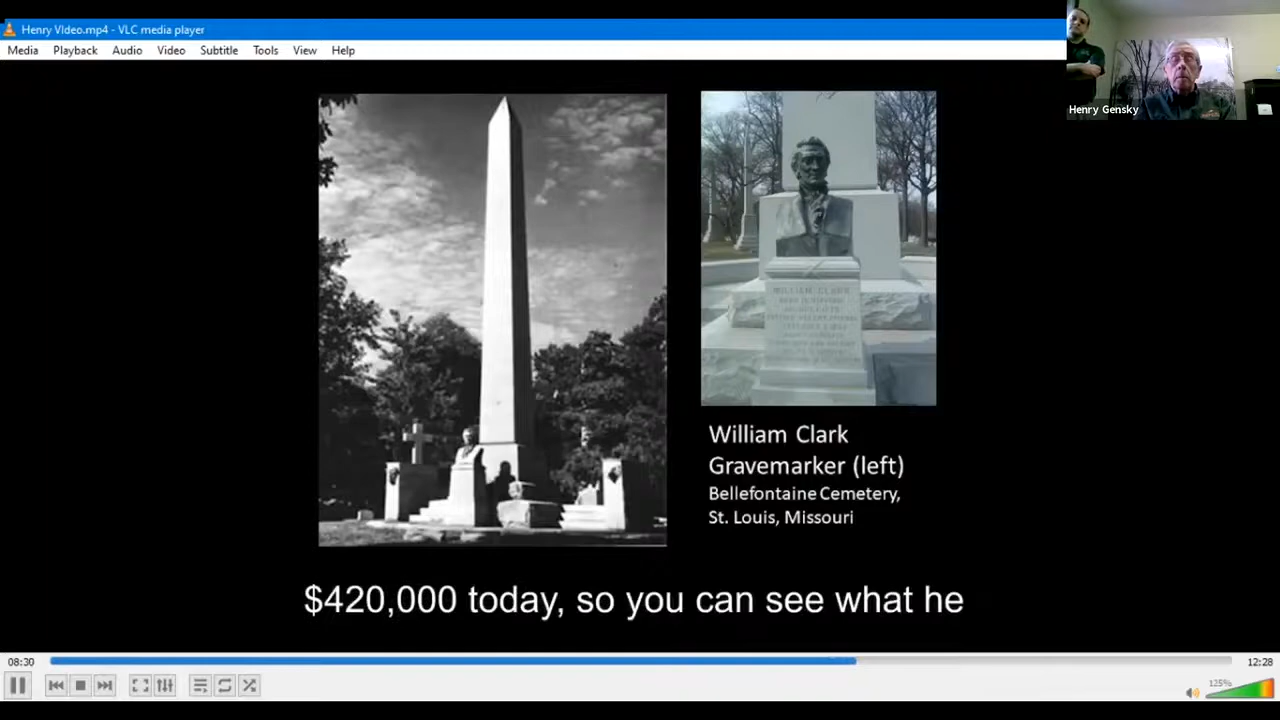 Henry VIdeo.mp4 - VLC media player
Media Playback Audio Video Subtitle Tools View Help
Henry Gensky
WILLIAM CLARK
William Clark
Gravemarker (left)
Bellefontaine Cemetery,
St. Louis, Missouri
$420,000 today, so you can see what he
08:30
12:28
125%